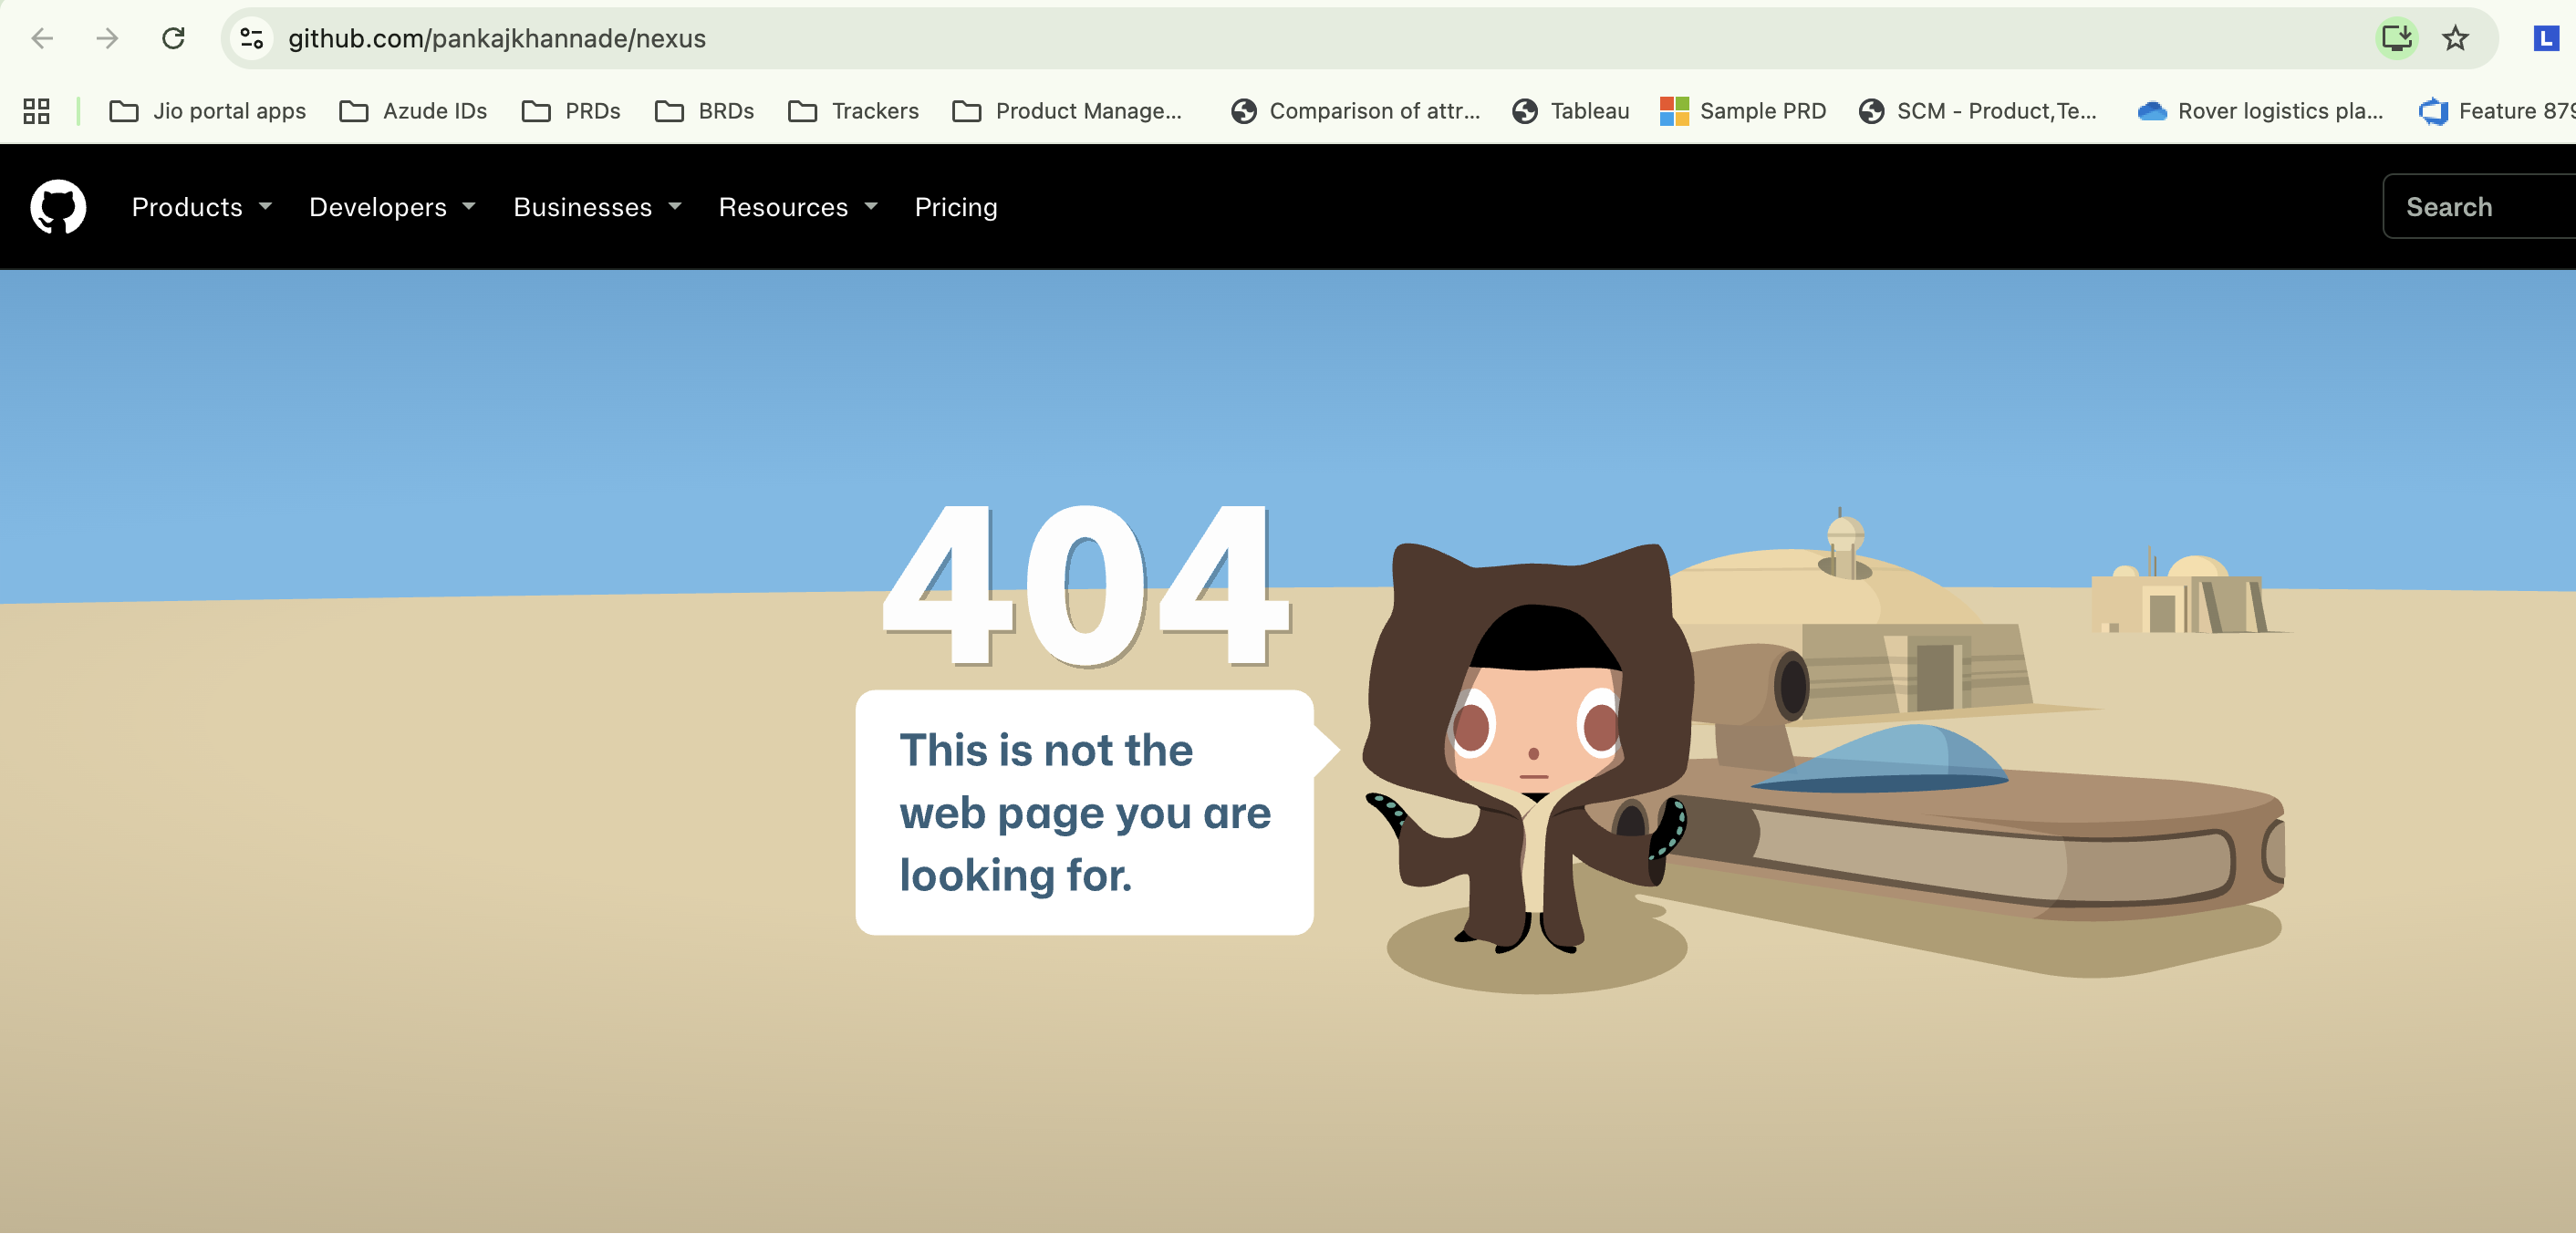 github.com/pankajkhannade/nexus
L
Jio portal apps Azude IDs PRDs BRDs Trackers Product Manage... Comparison of attr... Tableau Sample PRD SCM - Product,Te... Rover logistics pla... Feature 879
Products Developers Businesses Resources Pricing Search
404
This is not the
web page you are
looking for.